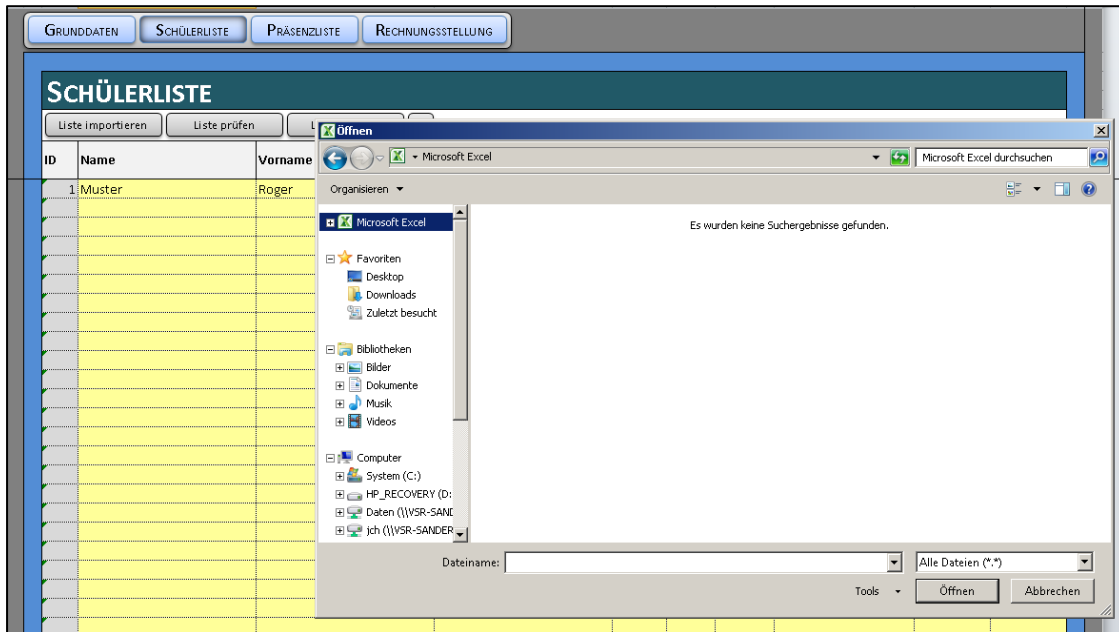 GRUNDDATEN SCHÜLERLISTE PRÄSENZLISTE RECHNUNGSSTELLUNG
SCHÜLERLISTE
Liste importieren Liste prüfen
ID Name Vorname
1 Muster Roger
Öffnen
Microsoft Excel
Microsoft Excel durchsuchen
Organisieren
Microsoft Excel
Es wurden keine Suchergebnisse gefunden.
Favoriten
Desktop
Downloads
Zuletzt besucht
Bibliotheken
Bilder
Dokumente
Musik
Videos
Computer
System (C:)
HP_RECOVERY (D:
Daten (\\VSR-SAND
jch (\\VSR-SANDER
Dateiname:
Alle Dateien (*.*)
Tools Öffnen Abbrechen